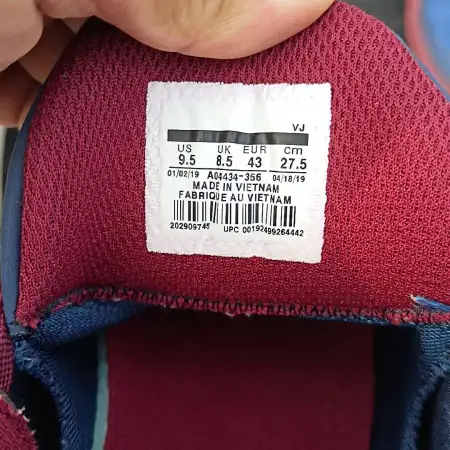 VJ
US UK EUR Cm
9.5 8.5 43 27.5
01/02/19 A04434-356 04/18/19
MADE IN VIETNAM
FABRIQUE AU VIETNAM
202909745 UPC 00192499264442